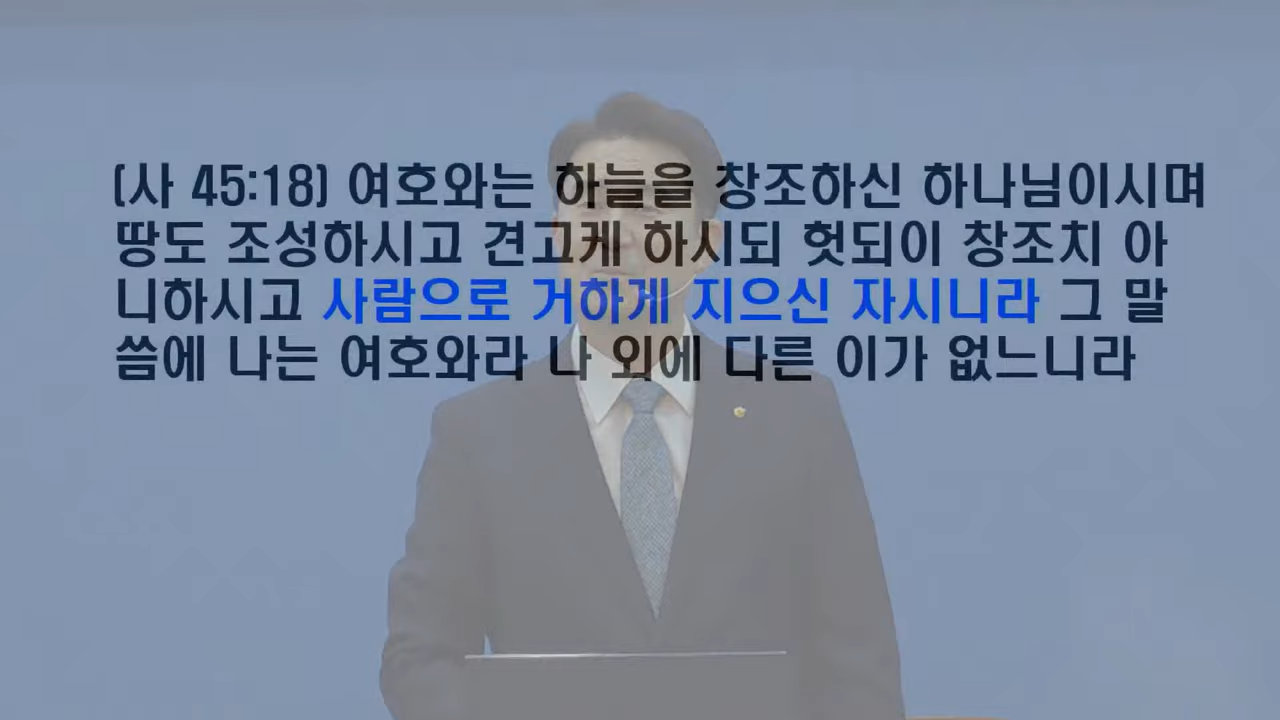 (사 45:18) 여호와는 하늘을 창조하신 하나님이시며
땅도 조성하시고 견고케 하시되 헛되이 창조치 아
니하시고 사람으로 거하게 지으신 자시니라 그 말
씀에 나는 여호와라 나 외에 다른 이가 없느니라